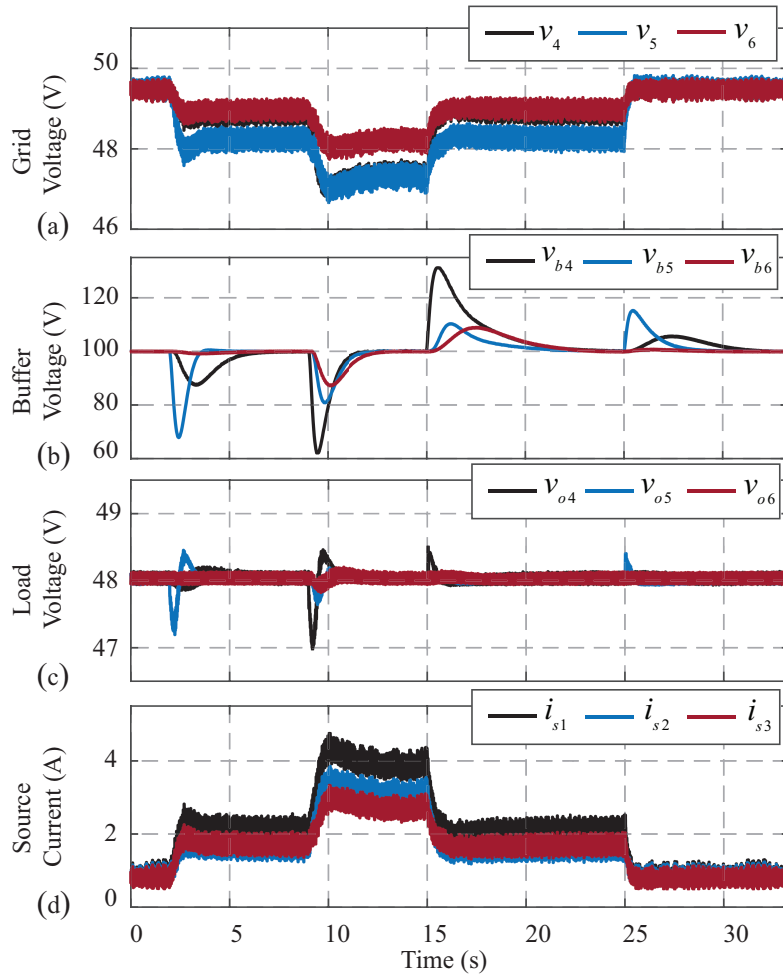 v4 v5 v6
50
48
46
Grid
Voltage (V)
(a)
vb4 vb5 vb6
120
100
80
60
Buffer
Voltage (V)
(b)
vo4 vo5 vo6
49
48
47
Load
Voltage (V)
(c)
is1 is2 is3
4
2
0
Source
Current (A)
(d)
0 5 10 15 20 25 30
Time (s)